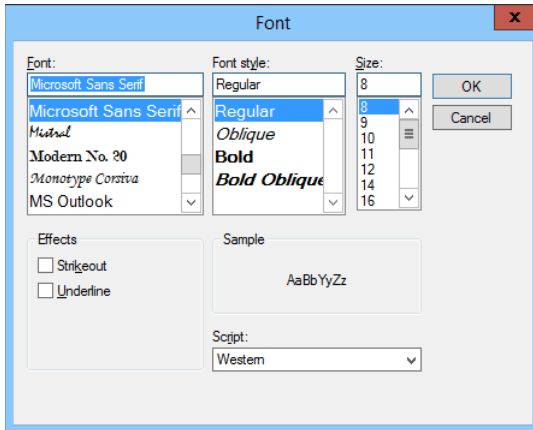 Font
x
Font:
Microsoft Sans Serif
Microsoft Sans Serif
Mistral
Modern No. 20
Monotype Corsiva
MS Outlook
Font style:
Regular
Regular
Oblique
Bold
Bold Oblique
Size:
8
8
9
10
11
12
14
16
OK
Cancel
Effects
Strikeout
Underline
Sample
AaBbYyZz
Script:
Western